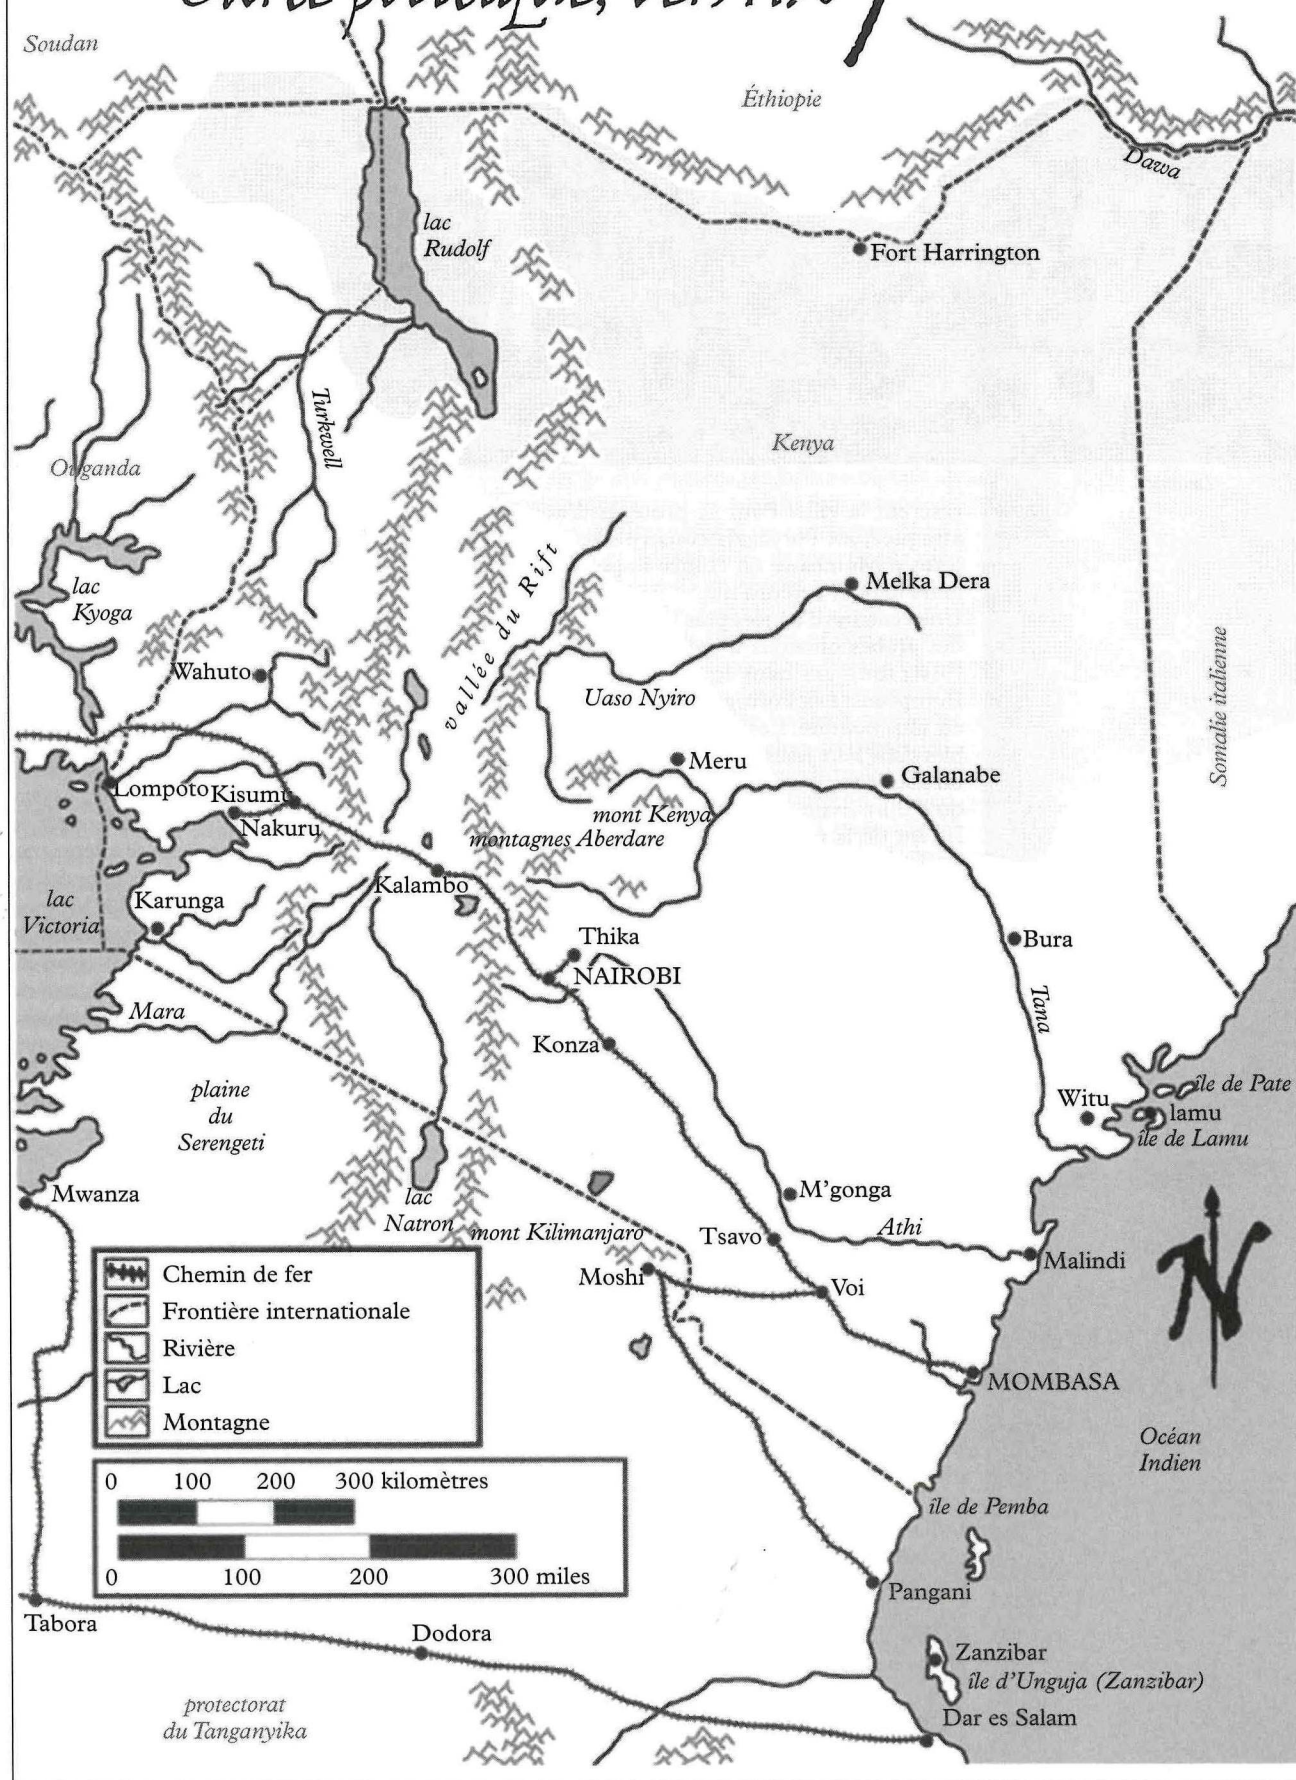 Carte politique, vers
Soudan
Éthiopie
Dawa
lac
Rudolf
Fort Harrington
Turkwell
Kenya
Ouganda
vallée du Rift
Melka Dera
lac
Kyoga
Somalie italienne
Wahuto
Uaso Nyiro
Meru
Galanabe
Lompoto
Kisumu
Nakuru
mont Kenya
montagnes Aberdare
Kalambo
lac
Victoria
Karunga
Thika
NAIROBI
Bura
Tana
Mara
Konza
plaine
du
Serengeti
Witu
île de Pate
lamu
île de Lamu
Mwanza
lac
Natron
M'gonga
mont Kilimanjaro
Tsavo
Athi
Malindi
Moshi
Voi
N
MOMBASA
Océan
Indien
Chemin de fer
Frontière internationale
Rivière
Lac
Montagne
0 100 200 300 kilomètres
0 100 200 300 miles
île de Pemba
Pangani
Tabora
Dodora
Zanzibar
île d'Unguja (Zanzibar)
Dar es Salam
protectorat
du Tanganyika